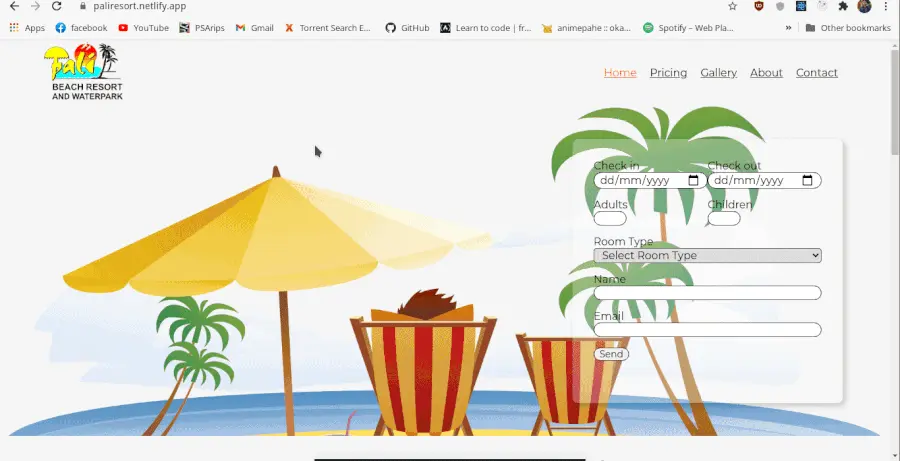 paliresort.netlify.app
Apps facebook YouTube PSArips Gmail Torrent Search E... GitHub Learn to code | fr... animepahe :: oka... Spotify – Web Pla... » Other bookmarks
Pali
BEACH RESORT
AND WATERPARK
Home Pricing Gallery About Contact
Check in Check out
dd/mm/yyyy dd/mm/yyyy
Adults Children
Room Type
Select Room Type
Name
Email
Send